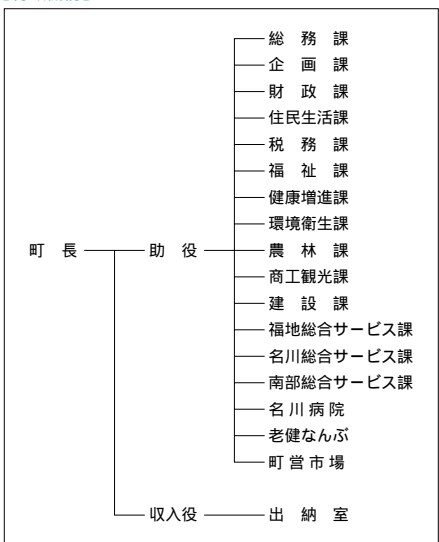 総務課
企画課
財政課
住民生活課
税務課
福祉課
健康増進課
環境衛生課
町長 助役 農林課
商工観光課
建設課
福地総合サービス課
名川総合サービス課
南部総合サービス課
名川病院
老健なんぶ
町営市場
収入役 出納室